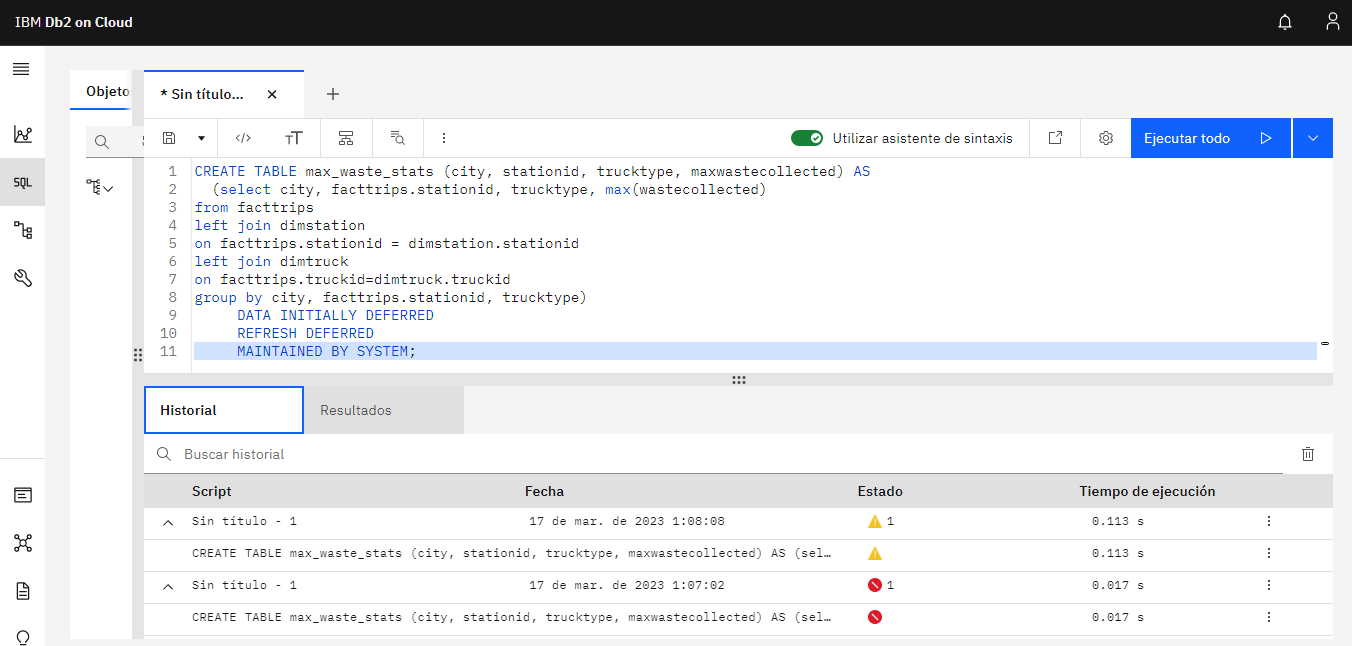 IBM Db2 on Cloud
Objeto
* Sin título...
SQL
</>
TT
Utilizar asistente de sintaxis
Ejecutar todo
1 CREATE TABLE max_waste_stats (city, stationid, trucktype, maxwastecollected) AS
2 (select city, facttrips.stationid, trucktype, max(wastecollected)
3 from facttrips
4 left join dimstation
5 on facttrips.stationid = dimstation.stationid
6 left join dimtruck
7 on facttrips.truckid=dimtruck.truckid
8 group by city, facttrips.stationid, trucktype)
9 DATA INITIALLY DEFERRED
10 REFRESH DEFERRED
11 MAINTAINED BY SYSTEM;
Historial
Resultados
Buscar historial
Script Fecha Estado Tiempo de ejecución
Sin título - 1 17 de mar. de 2023 1:08:08 1 0.113 s
CREATE TABLE max_waste_stats (city, stationid, trucktype, maxwastecollected) AS (sel… 0.113 s
Sin título - 1 17 de mar. de 2023 1:07:02 1 0.017 s
CREATE TABLE max_waste_stats (city, stationid, trucktype, maxwastecollected) AS (sel… 0.017 s